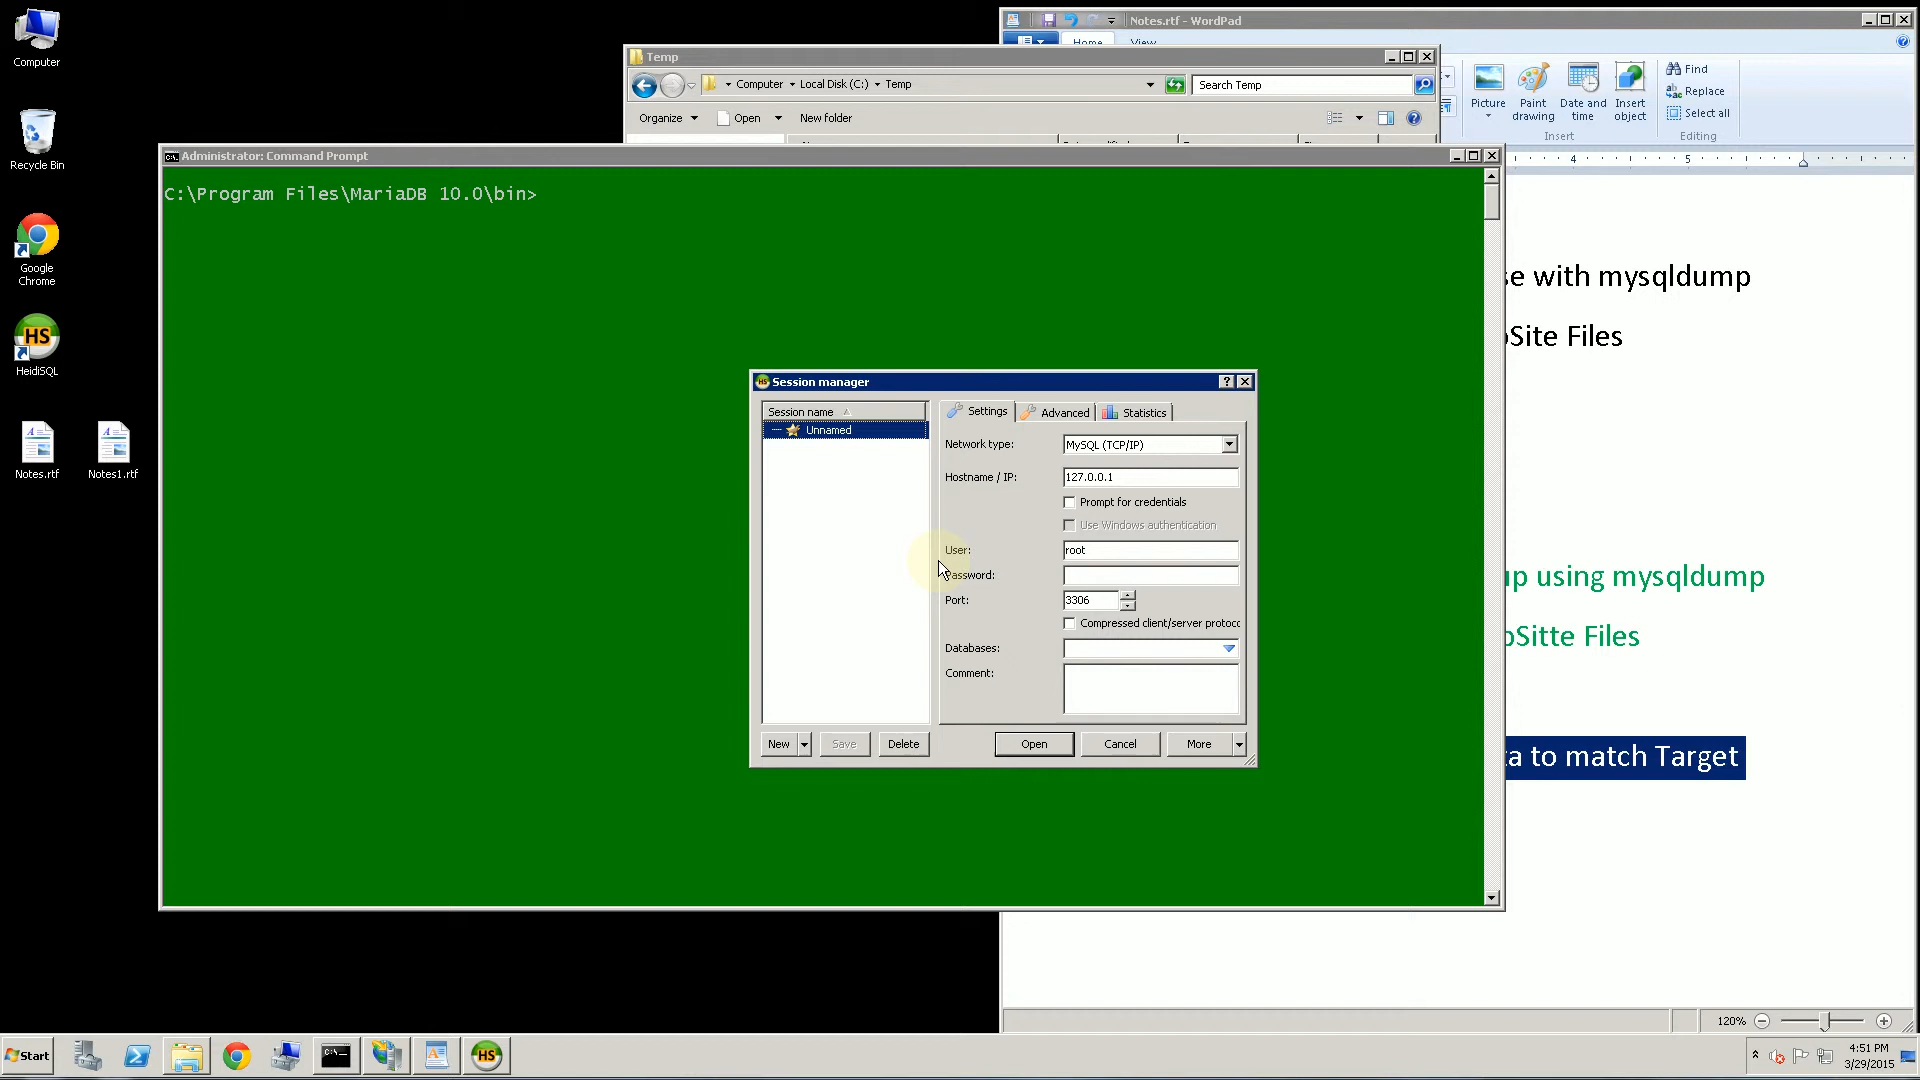 Computer
Recycle Bin
Google
Chrome
HS
HeidiSQL
Notes.rtf
Notes1.rtf
Notes.rtf - WordPad
Home
View
Picture
Paint
drawing
Date and
time
Insert
object
Find
Replace
Select all
Insert
Editing
4
5
Temp
Computer
Local Disk (C:)
Temp
Search Temp
Organize
Open
New folder
Administrator: Command Prompt
C:\Program Files\MariaDB 10.0\bin>
with mysqldump
Site Files
using mysqldump
Sitte Files
to match Target
Session manager
Session name
Unnamed
Settings
Advanced
Statistics
Network type:
MySQL (TCP/IP)
Hostname / IP:
127.0.0.1
Prompt for credentials
Use Windows authentication
User:
root
Password:
Port:
3306
Compressed client/server protoco
Databases:
Comment:
New
Save
Delete
Open
Cancel
More
120%
Start
C:\
HS
4:51 PM
3/29/2015